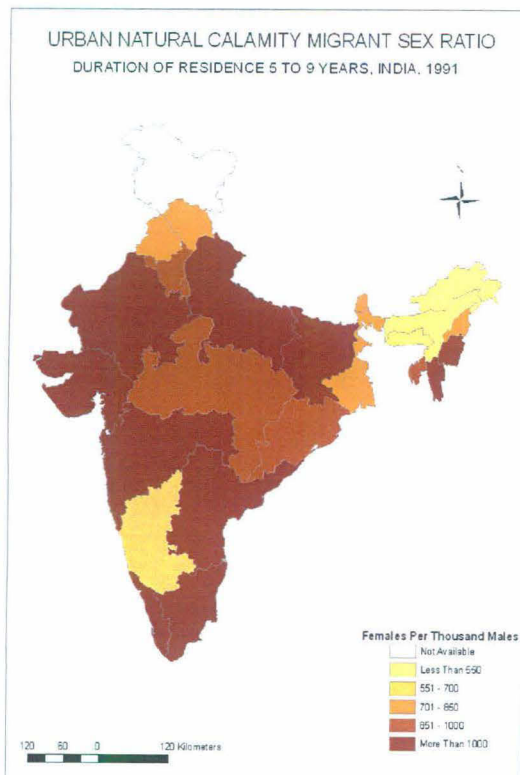 URBAN NATURAL CALAMITY MIGRANT SEX RATIO
DURATION OF RESIDENCE 5 TO 9 YEARS, INDIA, 1991
Females Per Thousand Males
Not Available
Less Than 550
551 - 700
701 - 850
851 - 1000
More Than 1000
120 60 0 120 Kilometers